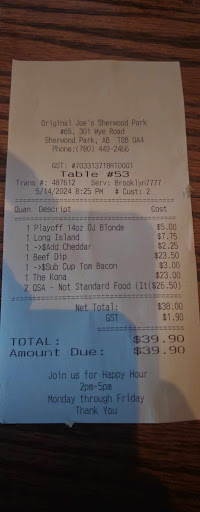 Original Joe's Sherwood Park
#65, 301 Wye Road
Sherwood Park, AB T8B 0A4
Phone:(780) 449-2466
GST: #703313718RT0001
Table #53
Trans #: 487612 Serv: Brooklyn7777
5/14/2024 8:25 PM # Cust: 2
Quan Descript Cost
1 Playoff 14oz OJ Blonde $5.00
1 Long Island $7.75
1 ->$Add Cheddar $2.25
1 Beef Dip $23.50
1 ->$Sub Cup Tom Bacon $3.00
1 The Kona $23.00
2 QSA - Not Standard Food (1t($26.50)
Net Total: $38.00
GST $1.90
TOTAL: $39.90
Amount Due: $39.90
Join us for Happy Hour
2pm-5pm
Monday through Friday
Thank You